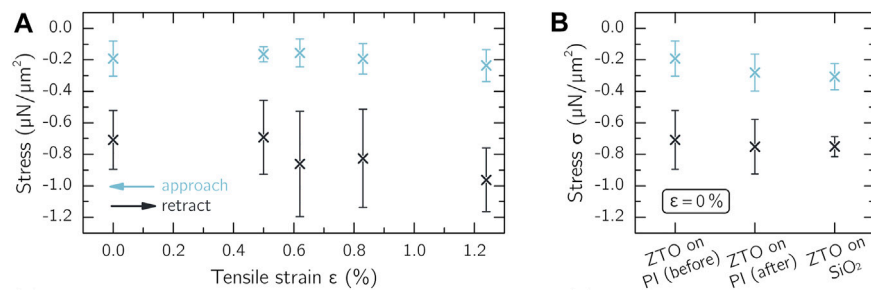 A
Stress (μN/μm²)
-0.0
-0.2
-0.4
-0.6
-0.8
-1.0
-1.2
approach
retract
0.0 0.2 0.4 0.6 0.8 1.0 1.2
Tensile strain ε (%)
B
Stress σ (μN/μm²)
-0.0
-0.2
-0.4
-0.6
-0.8
-1.0
-1.2
ε = 0 %
ZTO on
PI (before)
ZTO on
PI (after)
ZTO on
SiO₂